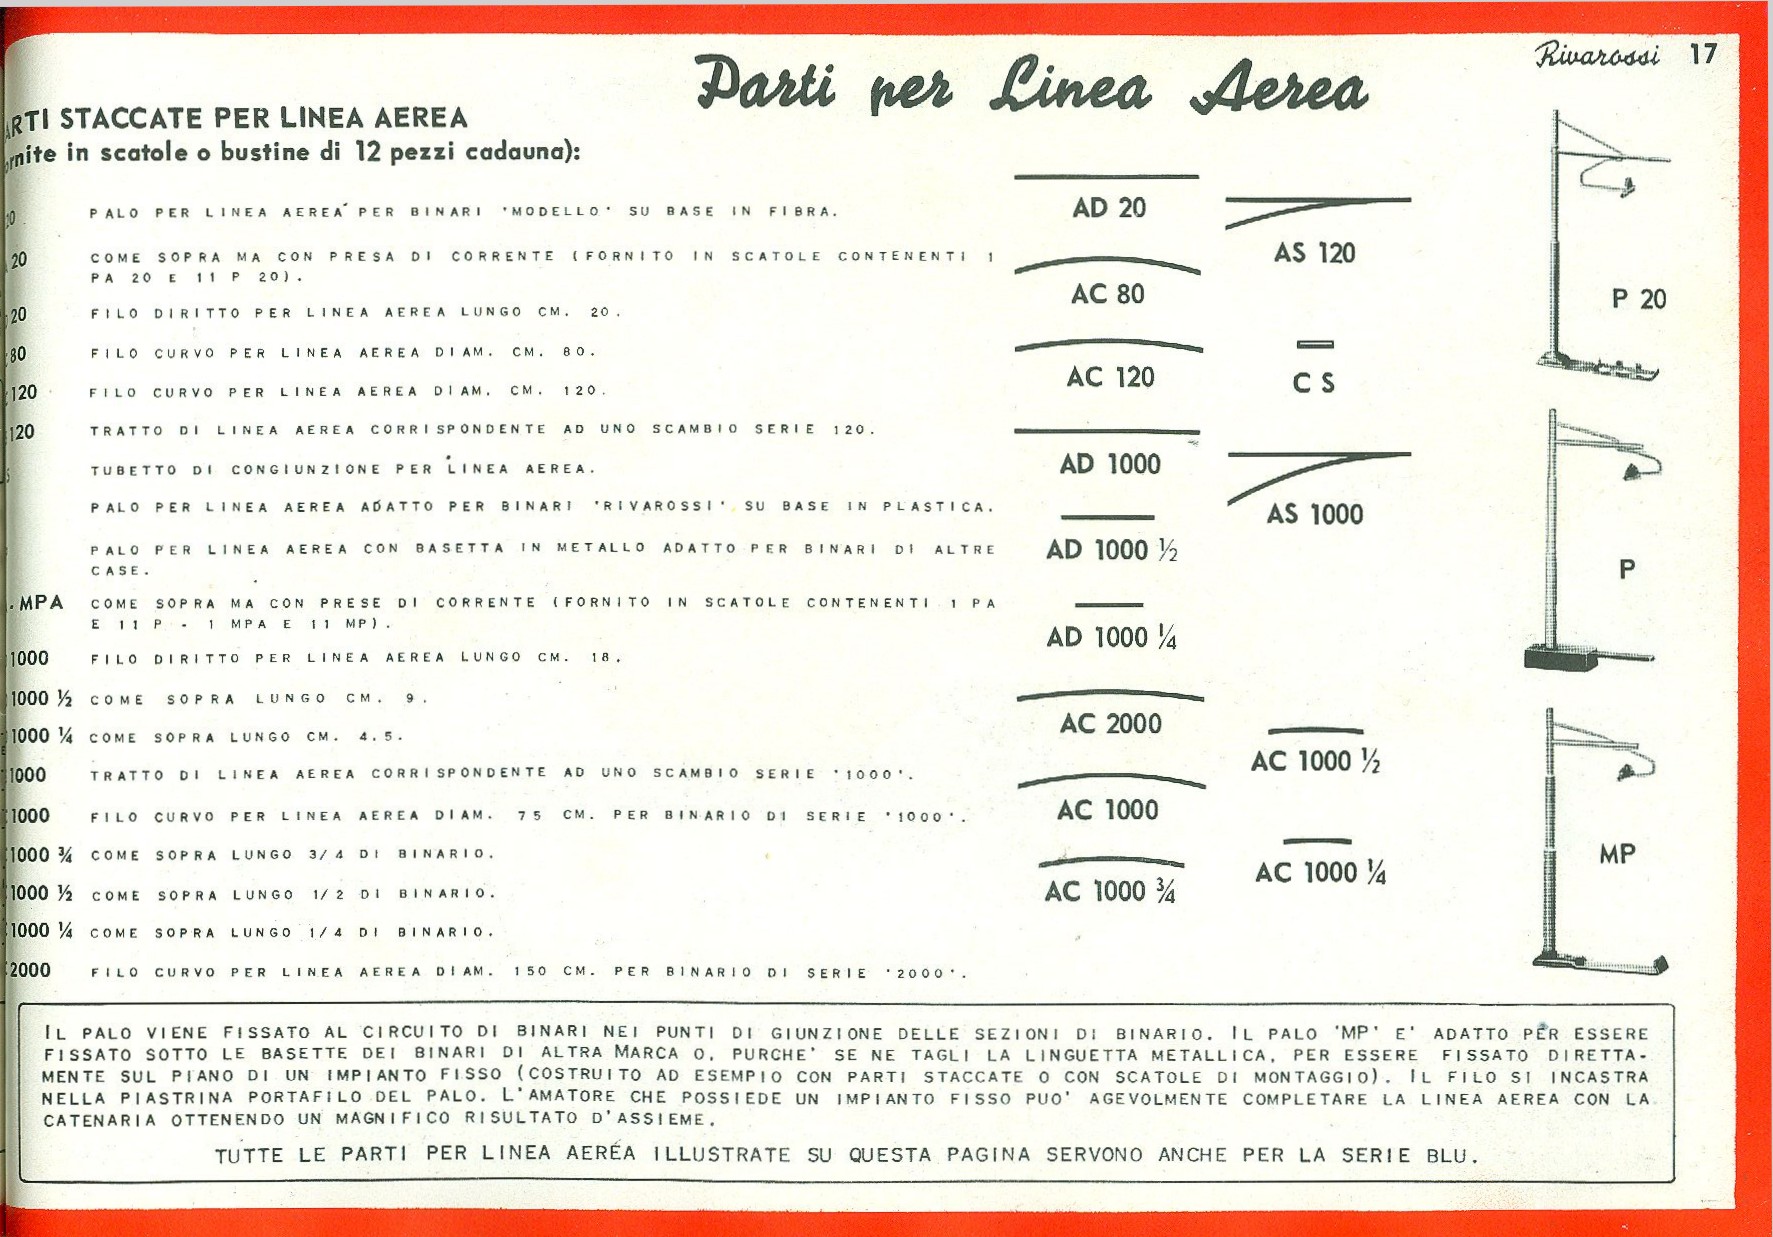 Rivarossi 17
Parti per Linea Aerea
ARTI STACCATE PER LINEA AEREA
ornite in scatole o bustine di 12 pezzi cadauna):
20 PALO PER LINEA AEREA PER BINARI 'MODELLO' SU BASE IN FIBRA.
20 COME SOPRA MA CON PRESA DI CORRENTE (FORNITO IN SCATOLE CONTENENTI 1
PA 20 E 11 P 20).
20 FILO DIRITTO PER LINEA AEREA LUNGO CM. 20.
80 FILO CURVO PER LINEA AEREA DIAM. CM. 80.
120 FILO CURVO PER LINEA AEREA DIAM. CM. 120.
120 TRATTO DI LINEA AEREA CORRISPONDENTE AD UNO SCAMBIO SERIE 120.
S TUBETTO DI CONGIUNZIONE PER LINEA AEREA.
PALO PER LINEA AEREA ADATTO PER BINARI 'RIVAROSSI' SU BASE IN PLASTICA.
PALO PER LINEA AEREA CON BASETTA IN METALLO ADATTO PER BINARI DI ALTRE
CASE.
. MPA COME SOPRA MA CON PRESE DI CORRENTE (FORNITO IN SCATOLE CONTENENTI 1 PA
E 11 P - 1 MPA E 11 MP).
1000 FILO DIRITTO PER LINEA AEREA LUNGO CM. 18.
1000 ½ COME SOPRA LUNGO CM. 9.
1000 ¼ COME SOPRA LUNGO CM. 4.5.
1000 TRATTO DI LINEA AEREA CORRISPONDENTE AD UNO SCAMBIO SERIE '1000'.
1000 FILO CURVO PER LINEA AEREA DIAM. 75 CM. PER BINARIO DI SERIE '1000'.
1000 ¾ COME SOPRA LUNGO 3/4 DI BINARIO.
1000 ½ COME SOPRA LUNGO 1/2 DI BINARIO.
1000 ¼ COME SOPRA LUNGO 1/4 DI BINARIO.
2000 FILO CURVO PER LINEA AEREA DIAM. 150 CM. PER BINARIO DI SERIE '2000'.
AD 20
AC 80
AC 120
AD 1000
AD 1000 ½
AD 1000 ¼
AC 2000
AC 1000
AC 1000 ¾
AS 120
C S
AS 1000
AC 1000 ½
AC 1000 ¼
P 20
P
MP
IL PALO VIENE FISSATO AL CIRCUITO DI BINARI NEI PUNTI DI GIUNZIONE DELLE SEZIONI DI BINARIO. IL PALO 'MP' E' ADATTO PER ESSERE
FISSATO SOTTO LE BASETTE DEI BINARI DI ALTRA MARCA O, PURCHE' SE NE TAGLI LA LINGUETTA METALLICA, PER ESSERE FISSATO DIRETTA-
MENTE SUL PIANO DI UN IMPIANTO FISSO (COSTRUITO AD ESEMPIO CON PARTI STACCATE O CON SCATOLE DI MONTAGGIO). IL FILO SI INCASTRA
NELLA PIASTRINA PORTAFILO DEL PALO. L'AMATORE CHE POSSIEDE UN IMPIANTO FISSO PUO' AGEVOLMENTE COMPLETARE LA LINEA AEREA CON LA
CATENARIA OTTENENDO UN MAGNIFICO RISULTATO D'ASSIEME.
TUTTE LE PARTI PER LINEA AEREA ILLUSTRATE SU QUESTA PAGINA SERVONO ANCHE PER LA SERIE BLU.